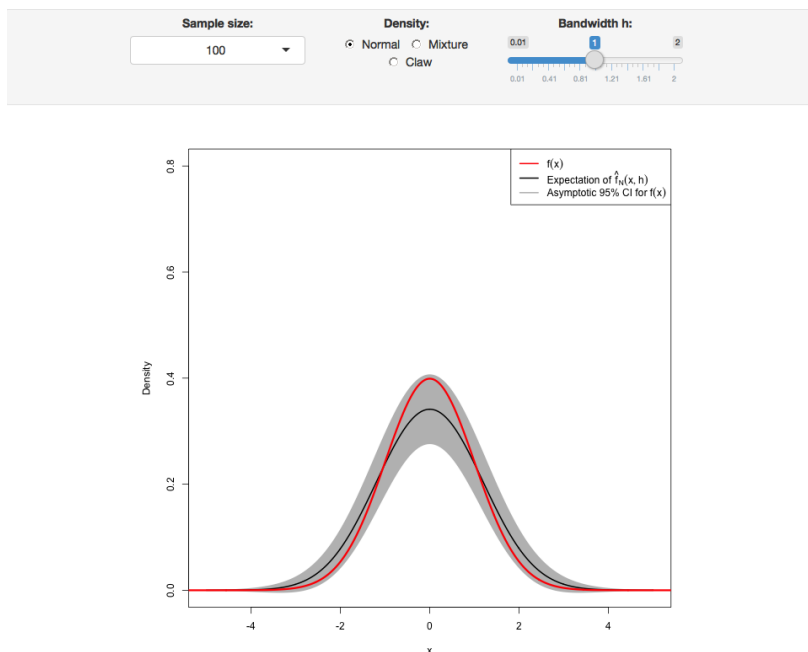 Sample size: Density: Bandwidth h:
100 Normal Mixture 0.01 1 2
Claw
0.01 0.41 0.81 1.21 1.61 2
f(x)
Expectation of f̂N(x, h)
Asymptotic 95% CI for f(x)
0.8
0.6
0.4
0.2
0.0
Density
-4 -2 0 2 4
x